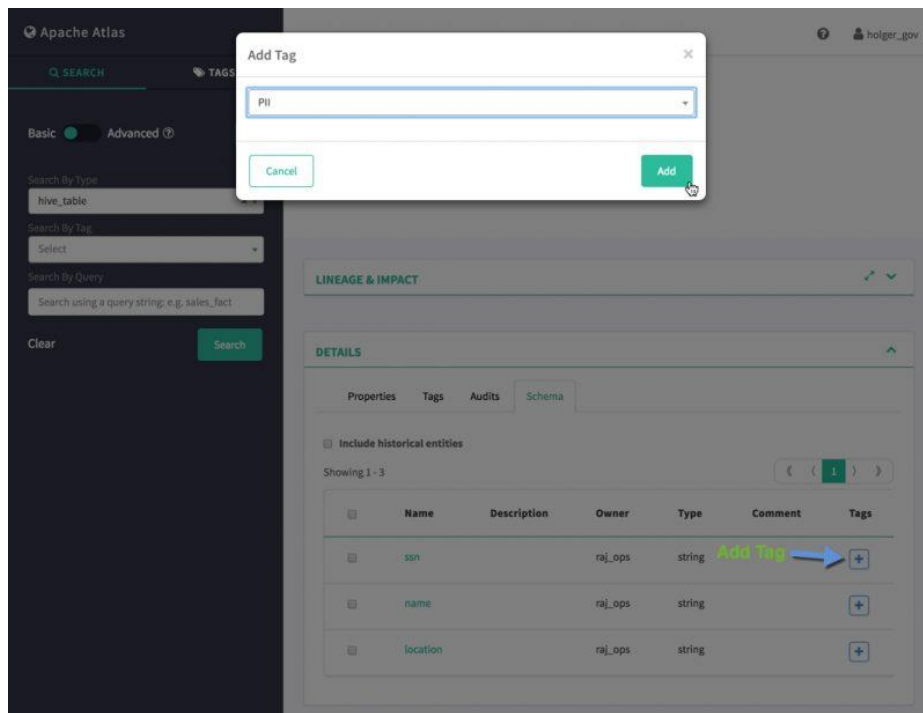 Apache Atlas
holger_gov
SEARCH
TAGS
Add Tag
×
PII
Cancel
Add
Basic
Advanced
Search By Type
hive_table
Search By Tag
Select
Search By Query
Search using a query string: e.g. sales_fact
Clear
Search
LINEAGE & IMPACT
DETAILS
Properties Tags Audits Schema
Include historical entities
Showing 1 - 3
1
Name Description Owner Type Comment Tags
ssn raj_ops string Add Tag +
name raj_ops string +
location raj_ops string +